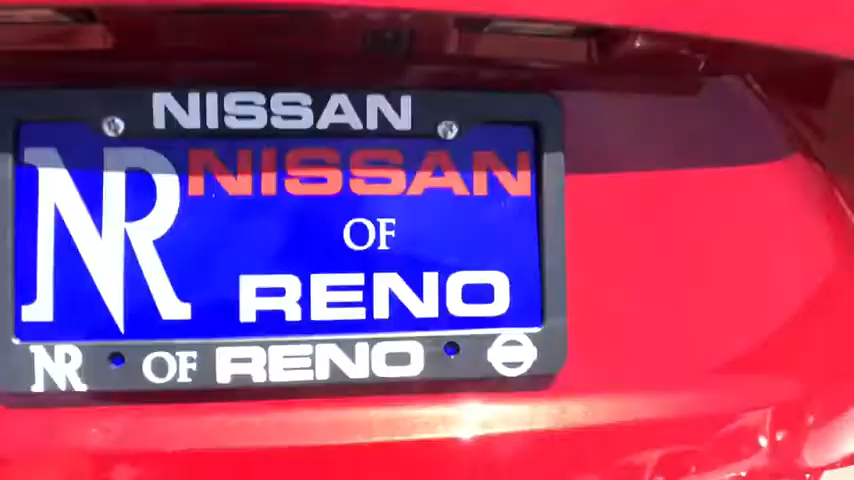 NISSAN
NR
NISSAN
OF
RENO
NR OF RENO